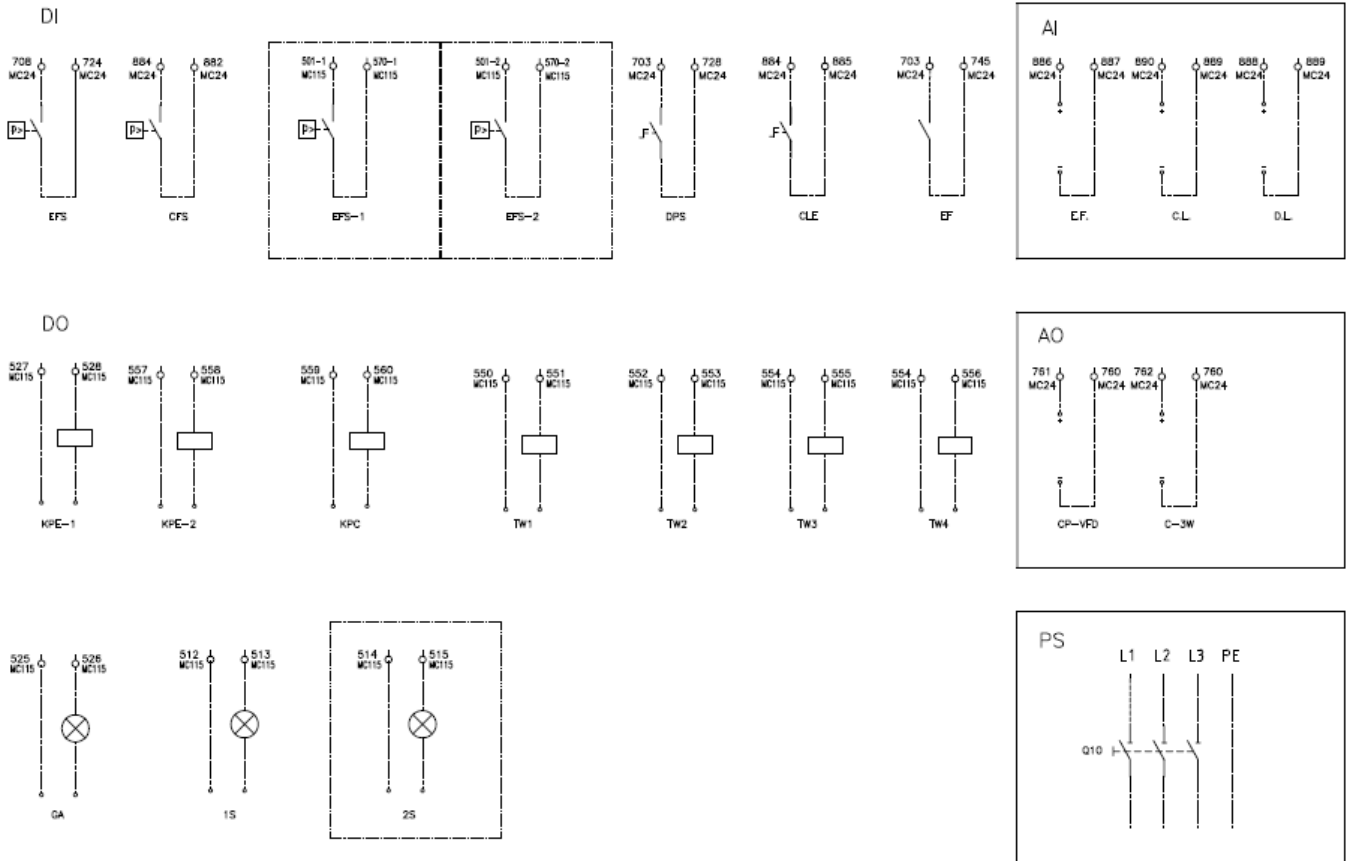 DI
708 724 884 882 501-1 570-1 501-2 570-2 703 728 884 885 703 745
MC24 MC24 MC24 MC24 MC115 MC115 MC115 MC115 MC24 MC24 MC24 MC24 MC24 MC24
P> P> P> P> F F
EFS CFS EFS-1 EFS-2 DPS CLE EF
AI
886 887 890 889 888 889
MC24 MC24 MC24 MC24 MC24 MC24
+ + +
- - -
E.F. C.L. D.L.
DO
527 528 557 558 559 560 550 551 552 553 554 555 554 556
MC115 MC115 MC115 MC115 MC115 MC115 MC115 MC115 MC115 MC115 MC115 MC115 MC115 MC115
KPE-1 KPE-2 KPC TW1 TW2 TW3 TW4
AO
761 760 762 760
MC24 MC24 MC24 MC24
+ +
- -
CP-VFD C-3W
525 526 512 513 514 515
MC115 MC115 MC115 MC115 MC115 MC115
GA 1S 2S
PS
L1 L2 L3 PE
Q10